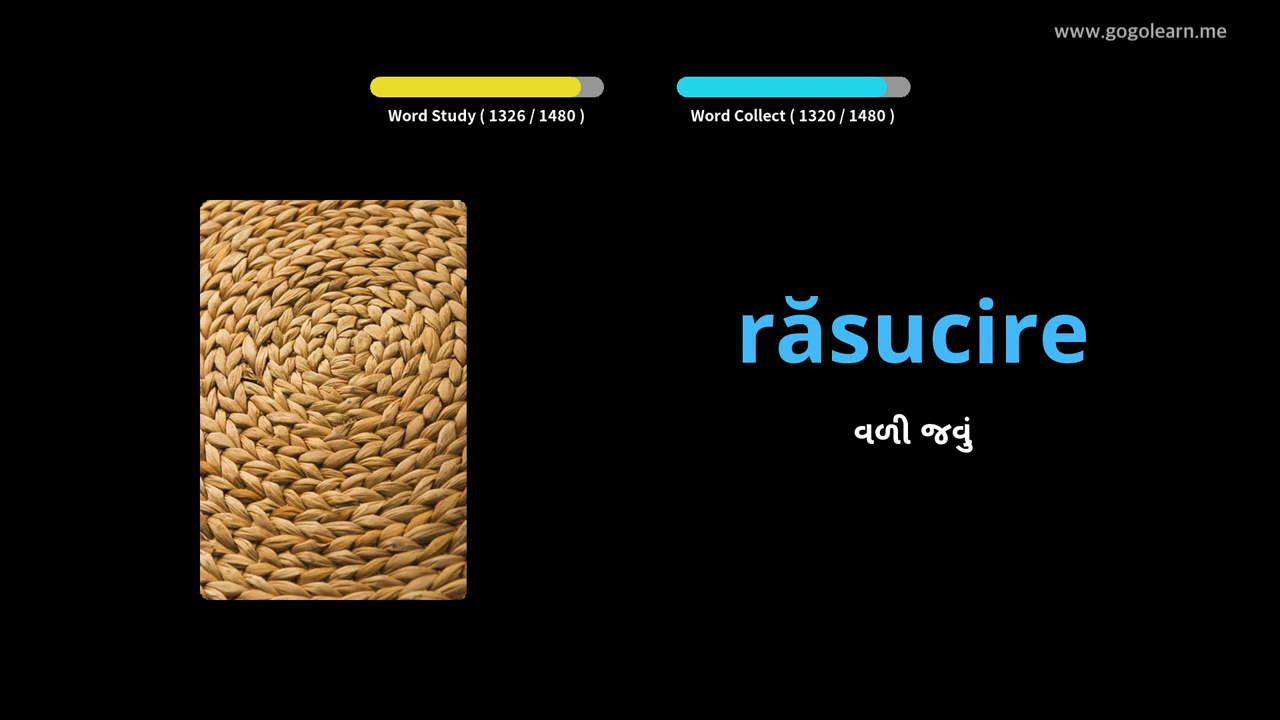 www.gogolearn.me
Word Study ( 1326 / 1480 )
Word Collect ( 1320 / 1480 )
răsucire
વળી જવું